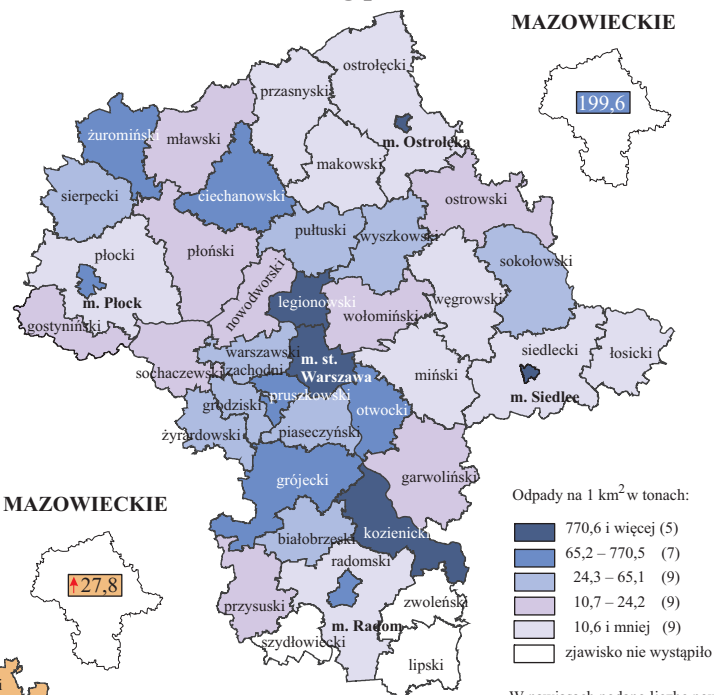 MAZOWIECKIE
199,6
ostrołęcki
przasnyski
żuromiński
mławski
m. Ostrołęka
makowski
sierpecki
ciechanowski
ostrowski
pułtuski
wyszkowski
płocki
płoński
sokołowski
m. Płock
nowodworski
legionowski
węgrowski
gostyniński
wołomiński
warszawski
zachodni
m. st.
Warszawa
siedlecki
łosicki
sochaczewski
miński
pruszkowski
grodziski
otwocki
m. Siedlce
żyrardowski
piaseczyński
garwoliński
grójecki
MAZOWIECKIE
27,8
białobrzeski
kozienicki
radomski
zwoleński
przysuski
m. Radom
szydłowiecki
lipski
Odpady na 1 km2 w tonach:
770,6 i więcej (5)
65,2 – 770,5 (7)
24,3 – 65,1 (9)
10,7 – 24,2 (9)
10,6 i mniej (9)
zjawisko nie wystąpiło